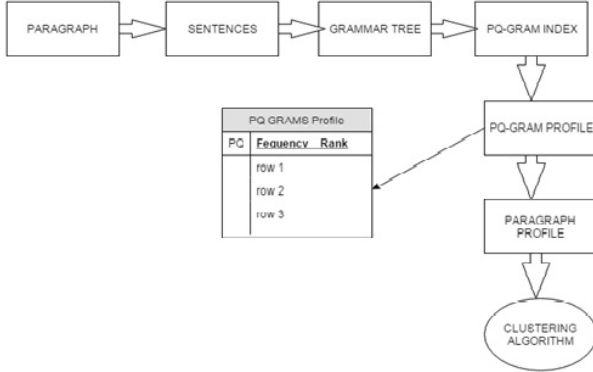 PARAGRAPH
SENTENCES
GRAMMAR TREE
PQ-GRAM INDEX
PQ-GRAM PROFILE
PQ GRAMS Profile
PQ Fequency Rank
row 1
row 2
row 3
PARAGRAPH
PROFILE
CLUSTERING
ALGORITHM